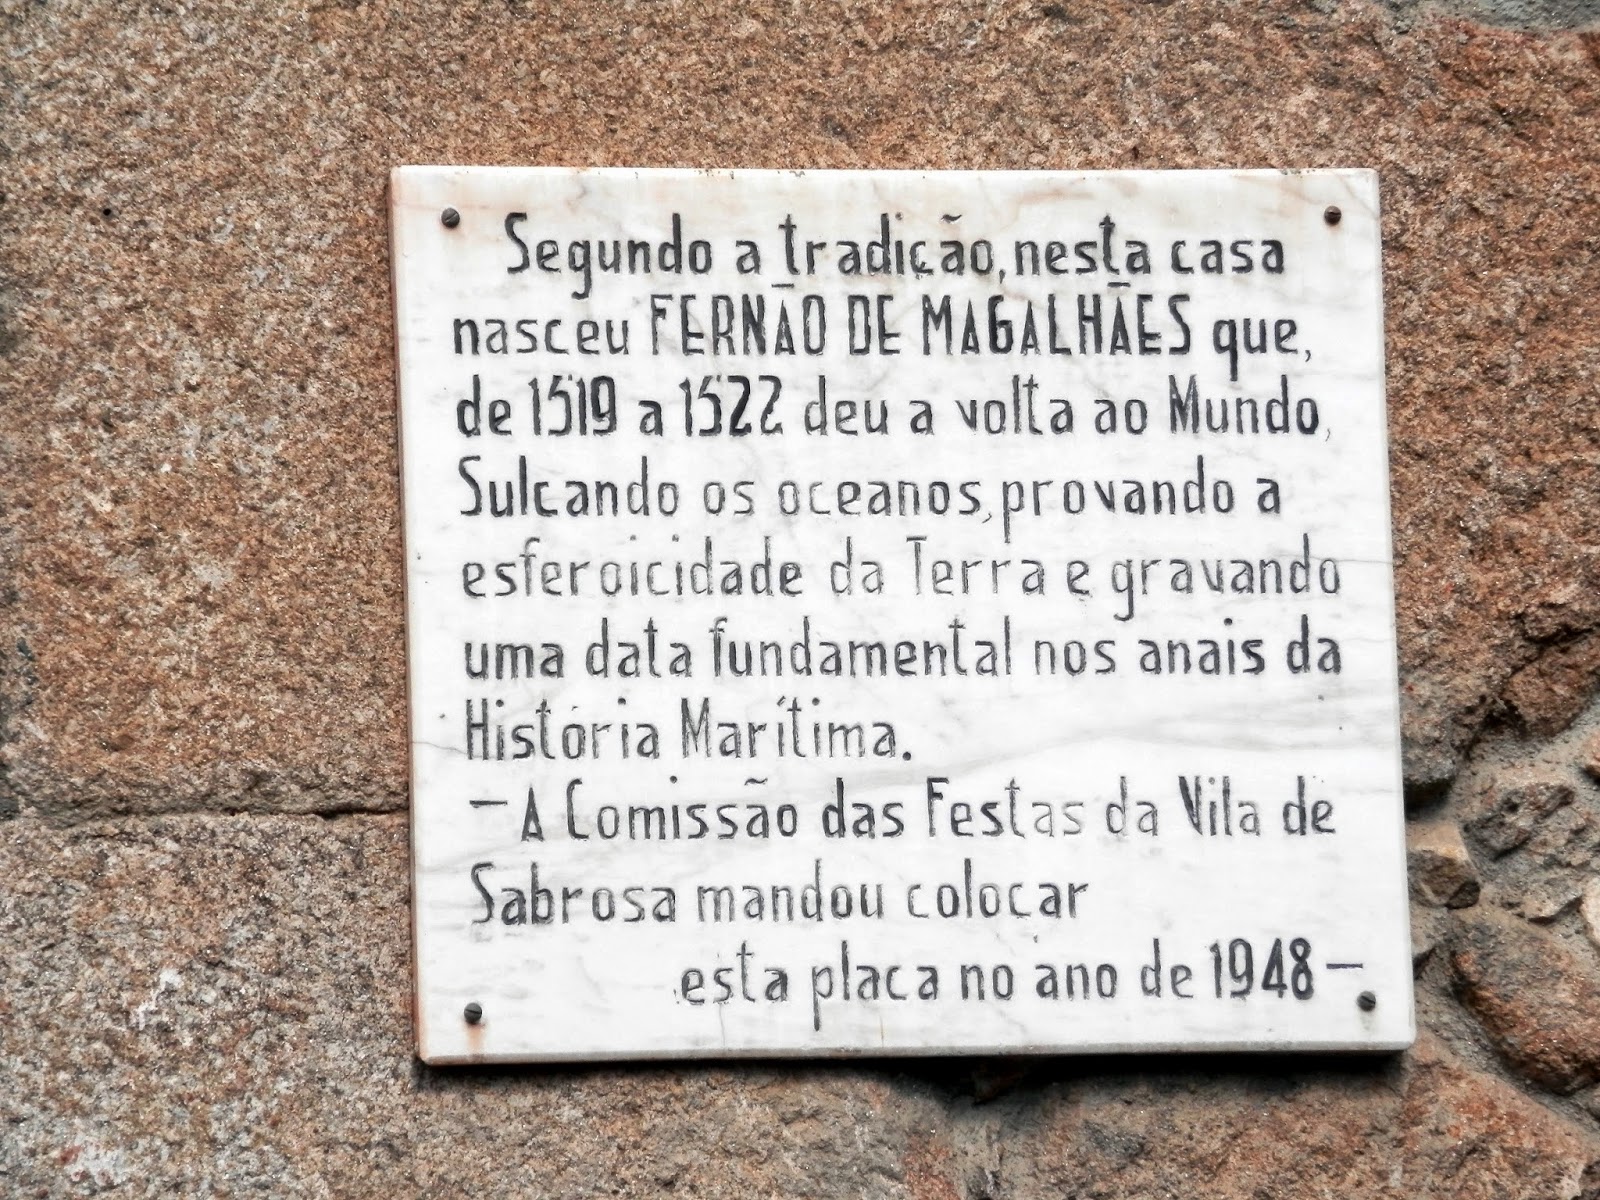 Segundo a tradição, nesta casa
nasceu FERNÃO DE MAGALHÃES que,
de 1519 a 1522 deu a volta ao Mundo,
Sulcando os oceanos, provando a
esferoicidade da Terra e gravando
uma data fundamental nos anais da
História Marítima.
— A Comissão das Festas da Vila de
Sabrosa mandou colocar
esta placa no ano de 1948 —